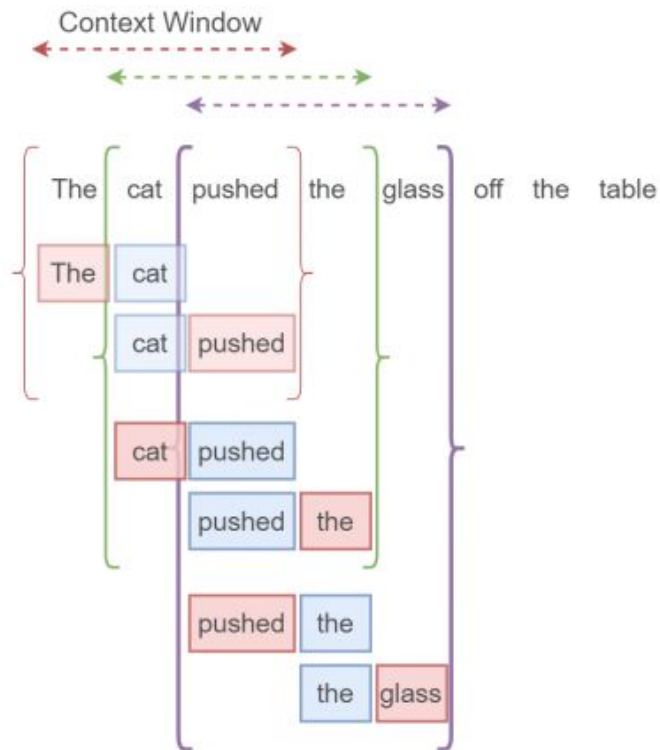 Context Window
The cat pushed the glass off the table
The cat
cat pushed
cat pushed
pushed the
pushed the
the glass